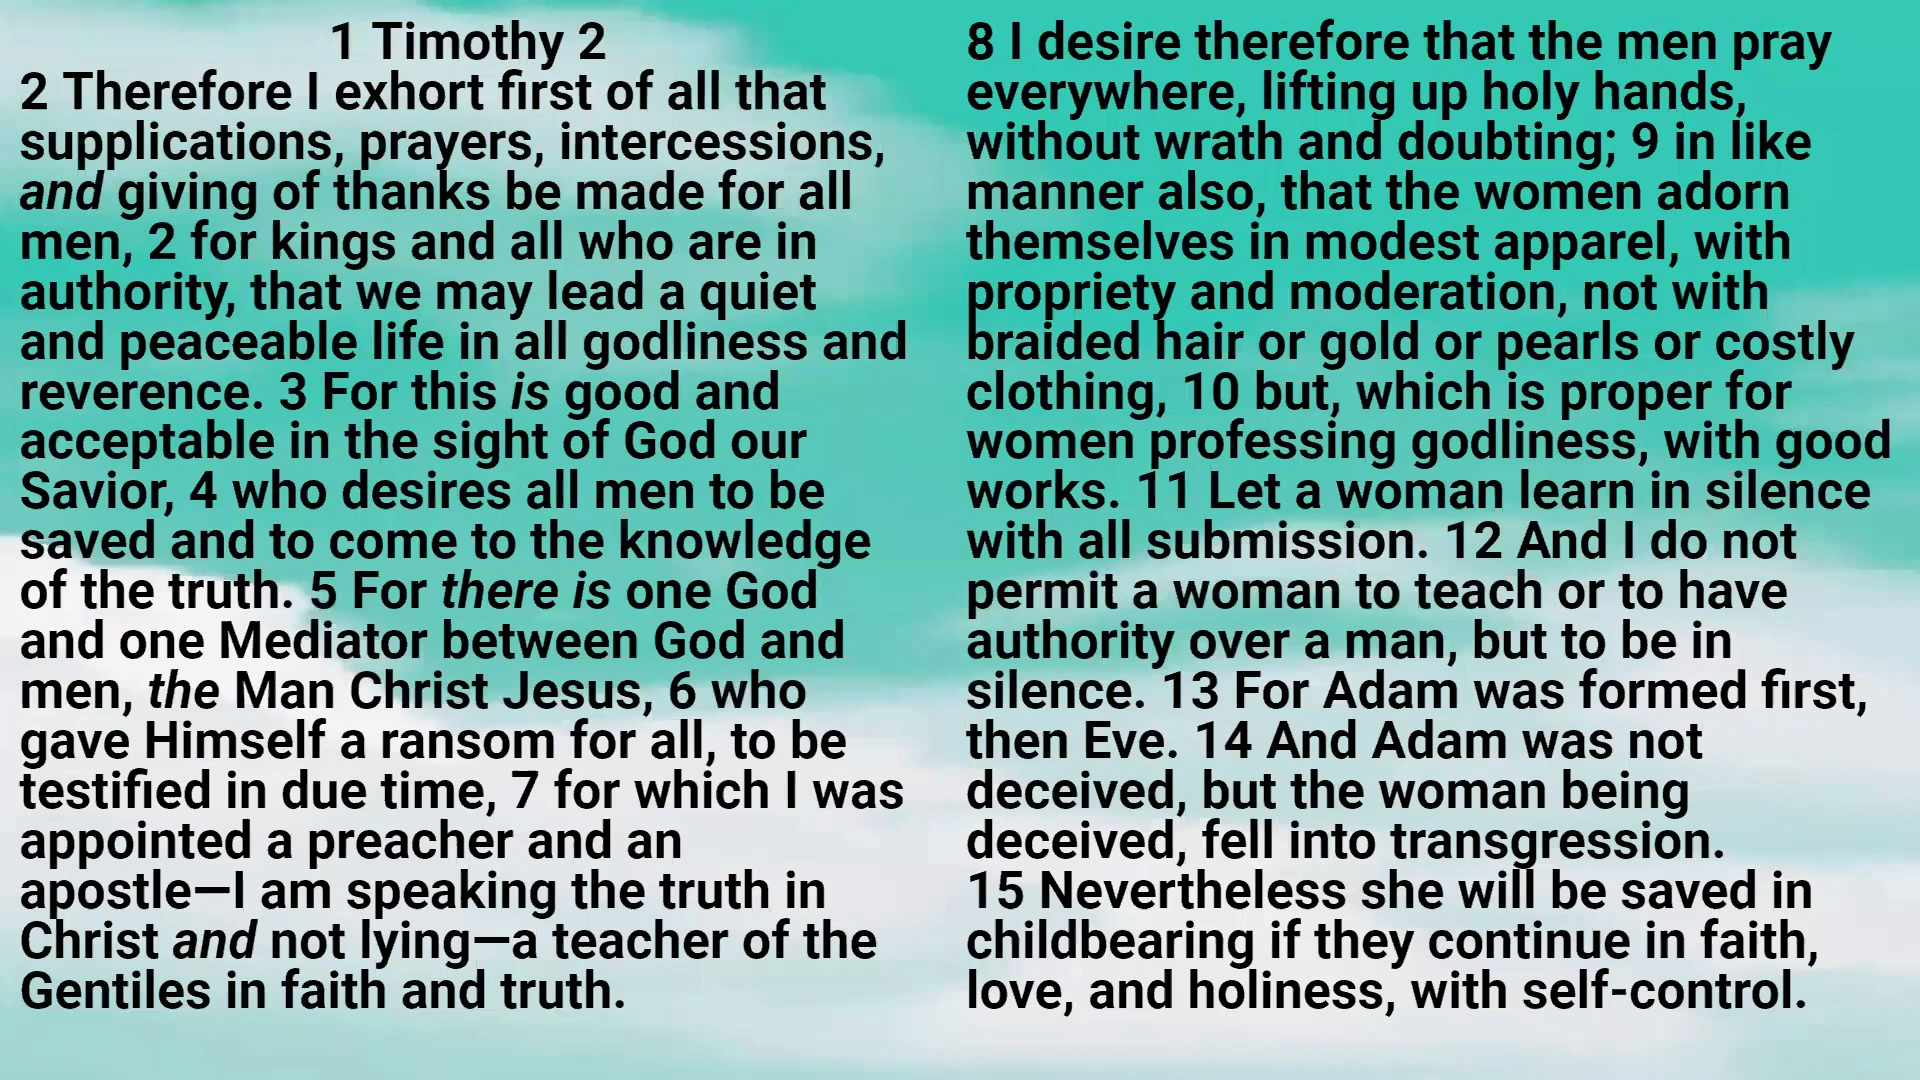 1 Timothy 2
2 Therefore I exhort first of all that
supplications, prayers, intercessions,
and giving of thanks be made for all
men, 2 for kings and all who are in
authority, that we may lead a quiet
and peaceable life in all godliness and
reverence. 3 For this is good and
acceptable in the sight of God our
Savior, 4 who desires all men to be
saved and to come to the knowledge
of the truth. 5 For there is one God
and one Mediator between God and
men, the Man Christ Jesus, 6 who
gave Himself a ransom for all, to be
testified in due time, 7 for which I was
appointed a preacher and an
apostle—I am speaking the truth in
Christ and not lying—a teacher of the
Gentiles in faith and truth.
8 I desire therefore that the men pray
everywhere, lifting up holy hands,
without wrath and doubting; 9 in like
manner also, that the women adorn
themselves in modest apparel, with
propriety and moderation, not with
braided hair or gold or pearls or costly
clothing, 10 but, which is proper for
women professing godliness, with good
works. 11 Let a woman learn in silence
with all submission. 12 And I do not
permit a woman to teach or to have
authority over a man, but to be in
silence. 13 For Adam was formed first,
then Eve. 14 And Adam was not
deceived, but the woman being
deceived, fell into transgression.
15 Nevertheless she will be saved in
childbearing if they continue in faith,
love, and holiness, with self-control.